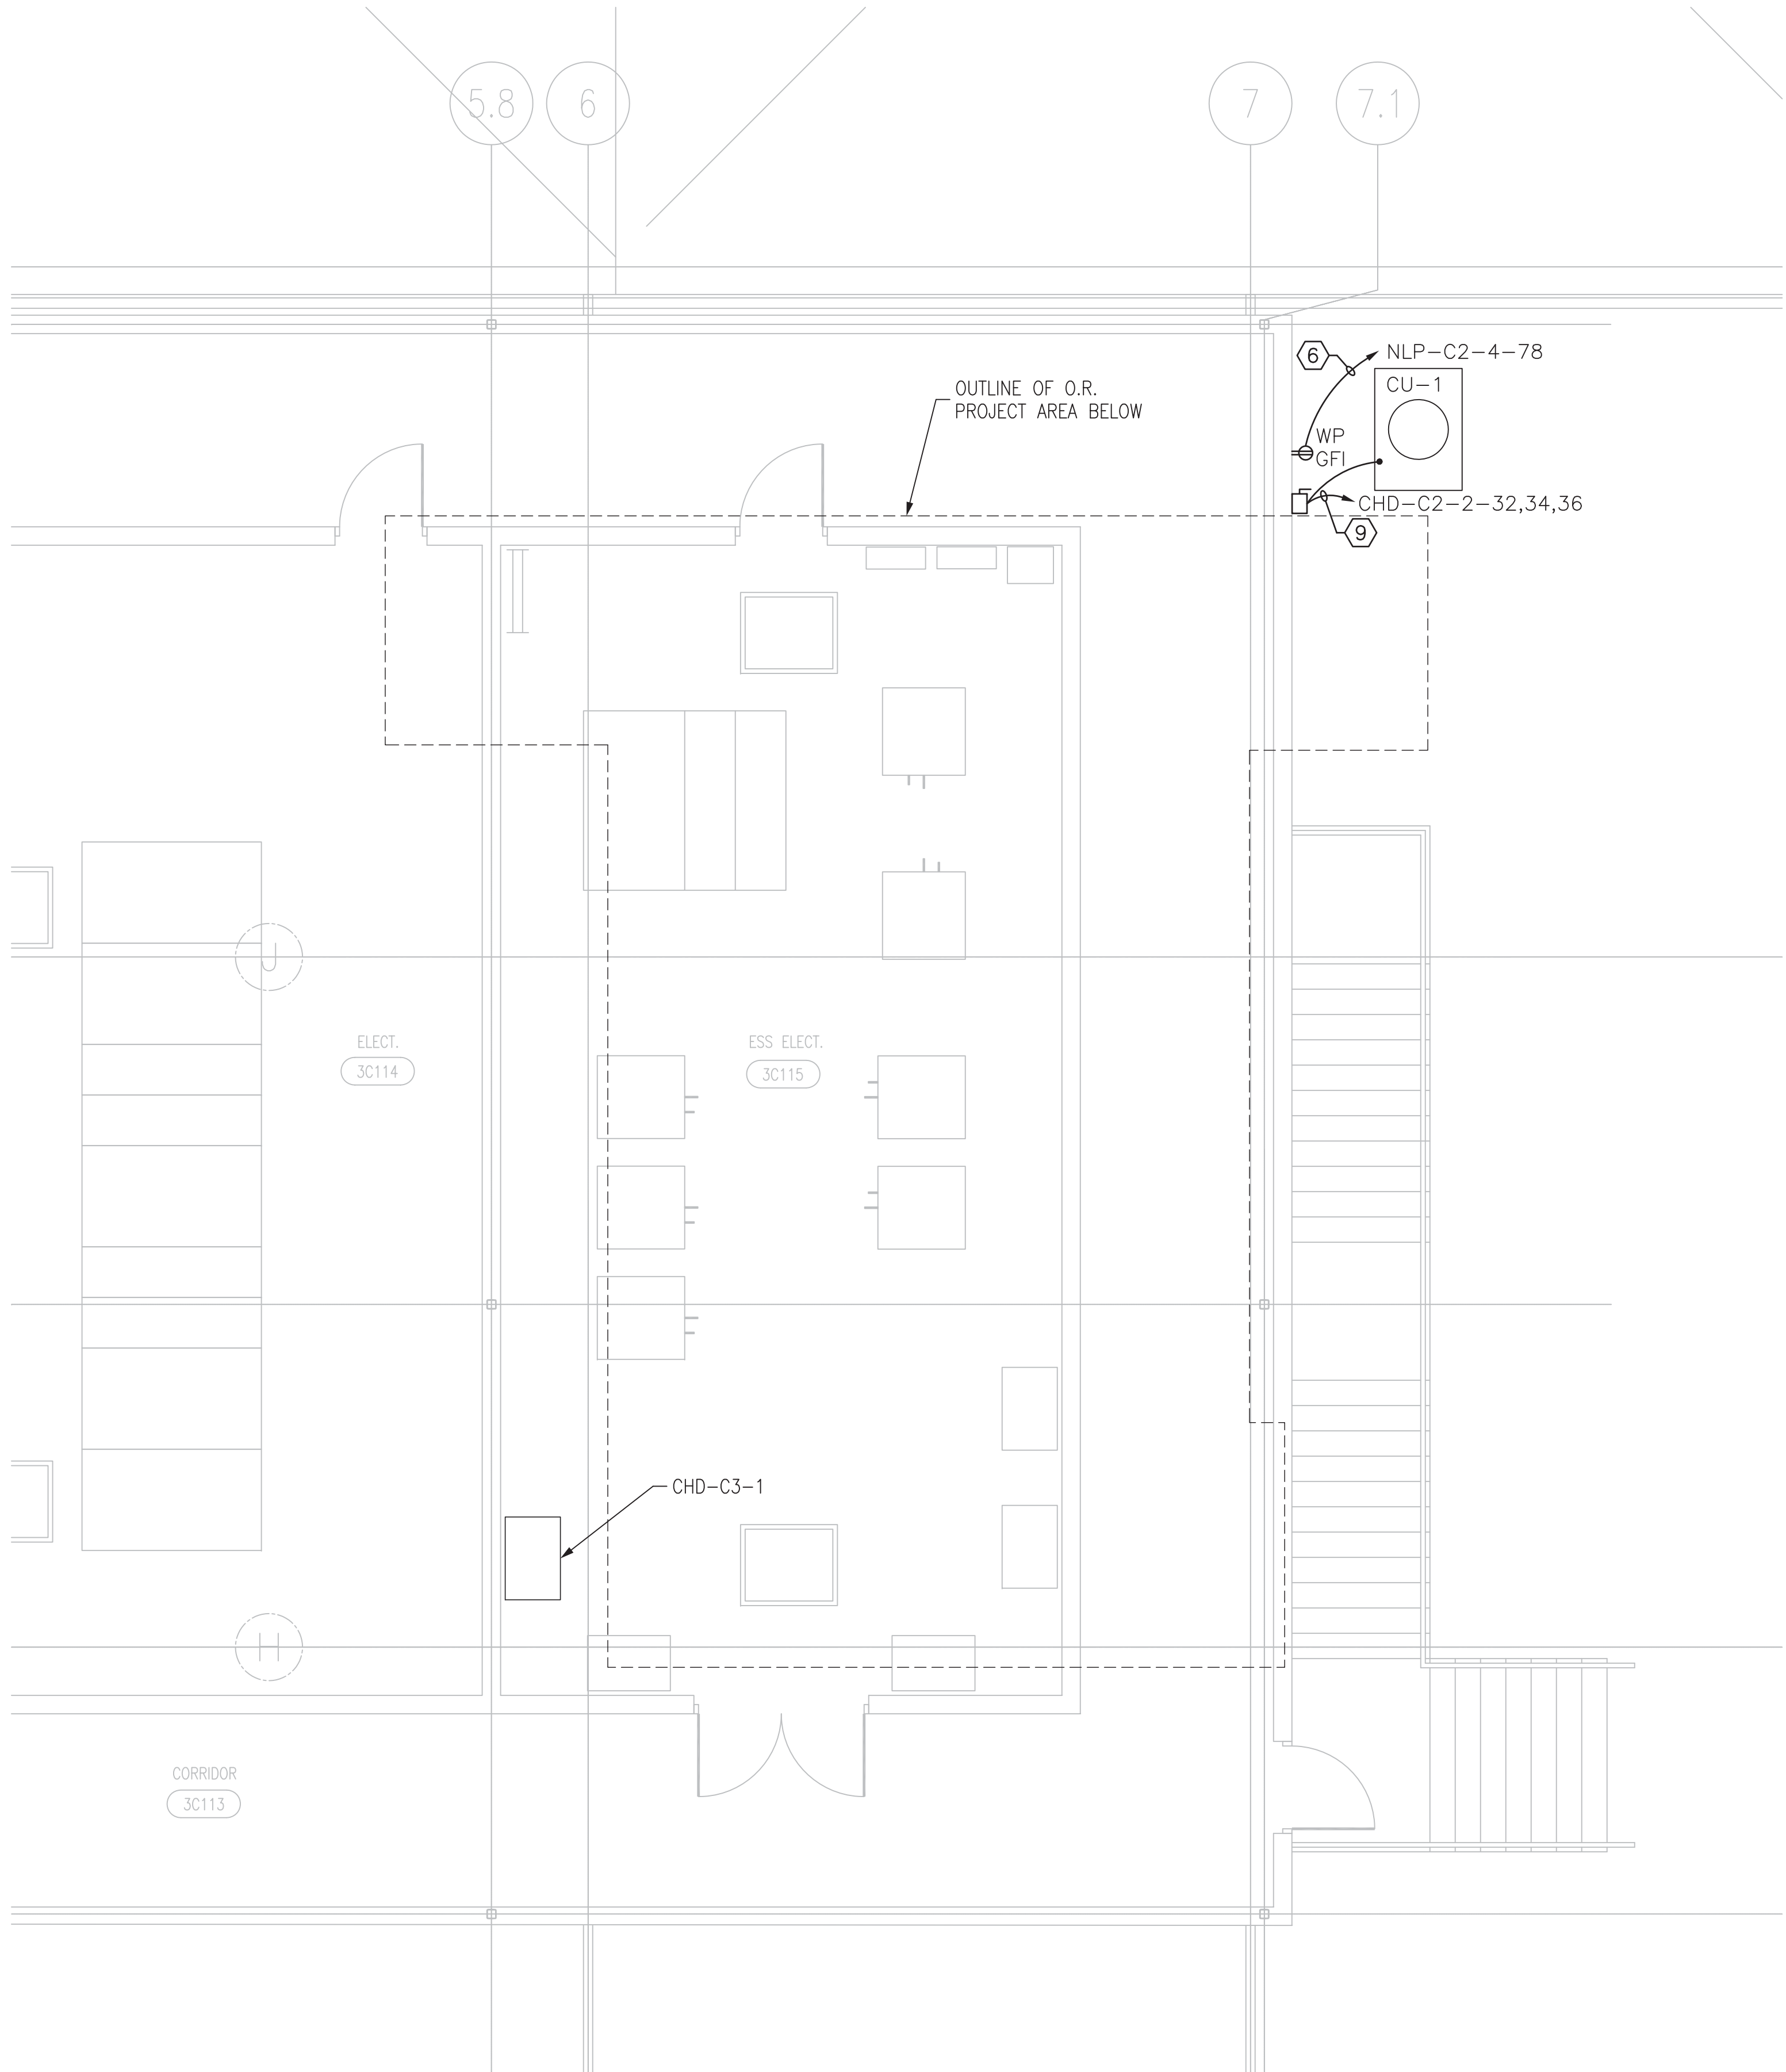 5.8
6
7
7.1
6
NLP-C2-4-78
CU-1
OUTLINE OF O.R.
PROJECT AREA BELOW
WP
GFI
CHD-C2-2-32,34,36
9
J
ELECT.
3C114
ESS ELECT.
3C115
CHD-C3-1
H
CORRIDOR
3C113